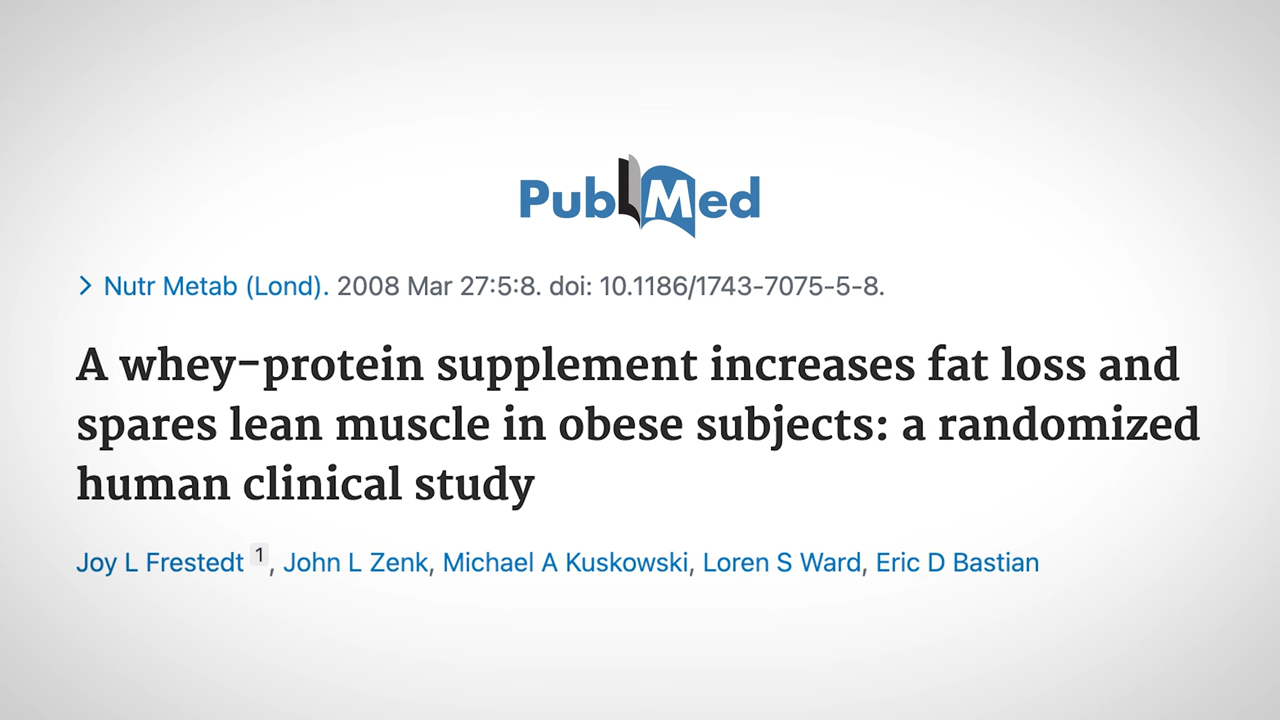 PubMed
> Nutr Metab (Lond). 2008 Mar 27:5:8. doi: 10.1186/1743-7075-5-8.
A whey-protein supplement increases fat loss and
spares lean muscle in obese subjects: a randomized
human clinical study
Joy L Frestedt 1, John L Zenk, Michael A Kuskowski, Loren S Ward, Eric D Bastian